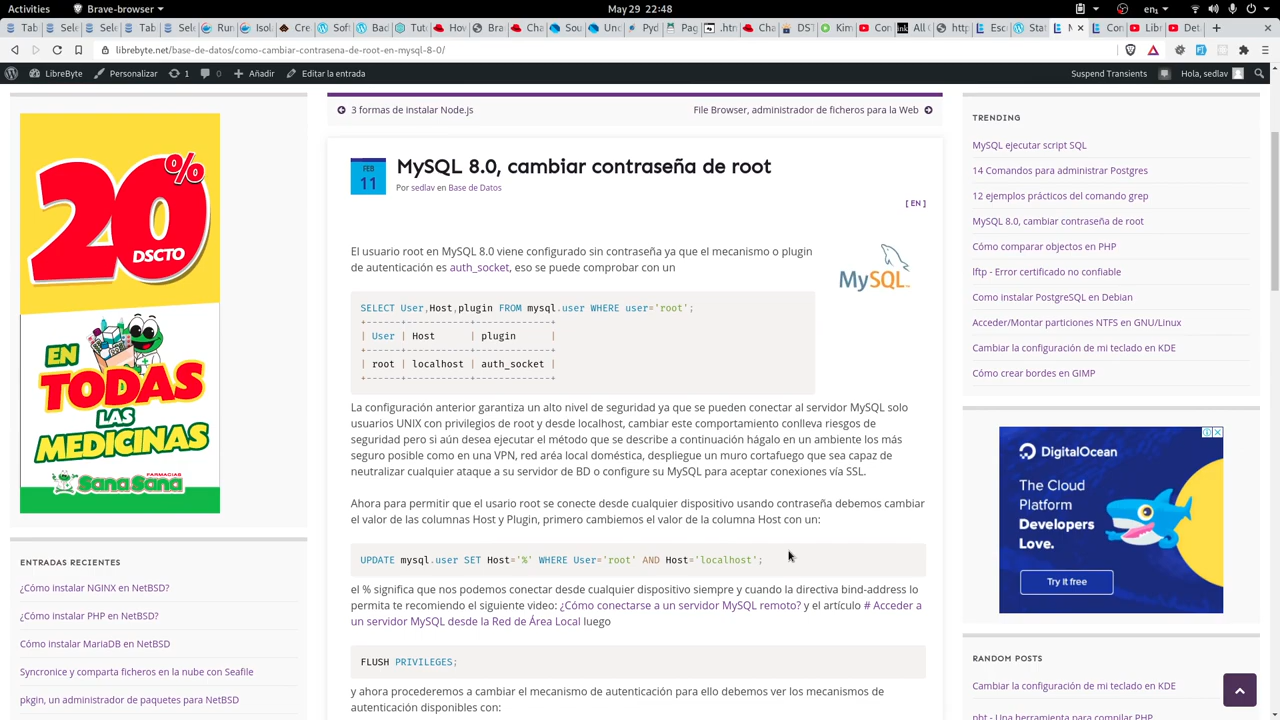 Activities
Brave-browser
May 29 22:48
librebyte.net/base-de-datos/como-cambiar-contrasena-de-root-en-mysql-8-0/
LibreByte
Personalizar
1
0
Añadir
Editar la entrada
Suspend Transients
Hola, sedlav
20%
DSCTO
EN
TODAS
LAS
MEDICINAS
FARMACIAS
SanaSana
ENTRADAS RECIENTES
¿Cómo instalar NGINX en NetBSD?
¿Cómo instalar PHP en NetBSD?
Cómo instalar MariaDB en NetBSD
Syncronice y comparta ficheros en la nube con Seafile
pkgin, un administrador de paquetes para NetBSD
3 formas de instalar Node.js
File Browser, administrador de ficheros para la Web
FEB
11
MySQL 8.0, cambiar contraseña de root
Por sedlav en Base de Datos
[ EN ]
MySQL
El usuario root en MySQL 8.0 viene configurado sin contraseña ya que el mecanismo o plugin
de autenticación es auth_socket, eso se puede comprobar con un
SELECT User,Host,plugin FROM mysql.user WHERE user='root';
+------+-----------+-------------+
| User | Host      | plugin      |
+------+-----------+-------------+
| root | localhost | auth_socket |
+------+-----------+-------------+
La configuración anterior garantiza un alto nivel de seguridad ya que se pueden conectar al servidor MySQL solo
usuarios UNIX con privilegios de root y desde localhost, cambiar este comportamiento conlleva riesgos de
seguridad pero si aún desea ejecutar el método que se describe a continuación hágalo en un ambiente los más
seguro posible como en una VPN, red aréa local doméstica, despliegue un muro cortafuego que sea capaz de
neutralizar cualquier ataque a su servidor de BD o configure su MySQL para aceptar conexiones vía SSL.
Ahora para permitir que el usario root se conecte desde cualquier dispositivo usando contraseña debemos cambiar
el valor de las columnas Host y Plugin, primero cambiemos el valor de la columna Host con un:
UPDATE mysql.user SET Host='%' WHERE User='root' AND Host='localhost';
el % significa que nos podemos conectar desde cualquier dispositivo siempre y cuando la directiva bind-address lo
permita te recomiendo el siguiente video: ¿Cómo conectarse a un servidor MySQL remoto? y el artículo # Acceder a
un servidor MySQL desde la Red de Área Local luego
FLUSH PRIVILEGES;
y ahora procederemos a cambiar el mecanismo de autenticación para ello debemos ver los mecanismos de
autenticación disponibles con:
TRENDING
MySQL ejecutar script SQL
14 Comandos para administrar Postgres
12 ejemplos prácticos del comando grep
MySQL 8.0, cambiar contraseña de root
Cómo comparar objectos en PHP
lftp - Error certificado no confiable
Como instalar PostgreSQL en Debian
Acceder/Montar particiones NTFS en GNU/Linux
Cambiar la configuración de mi teclado en KDE
Cómo crear bordes en GIMP
DigitalOcean
The Cloud
Platform
Developers
Love.
Try it free
RANDOM POSTS
Cambiar la configuración de mi teclado en KDE